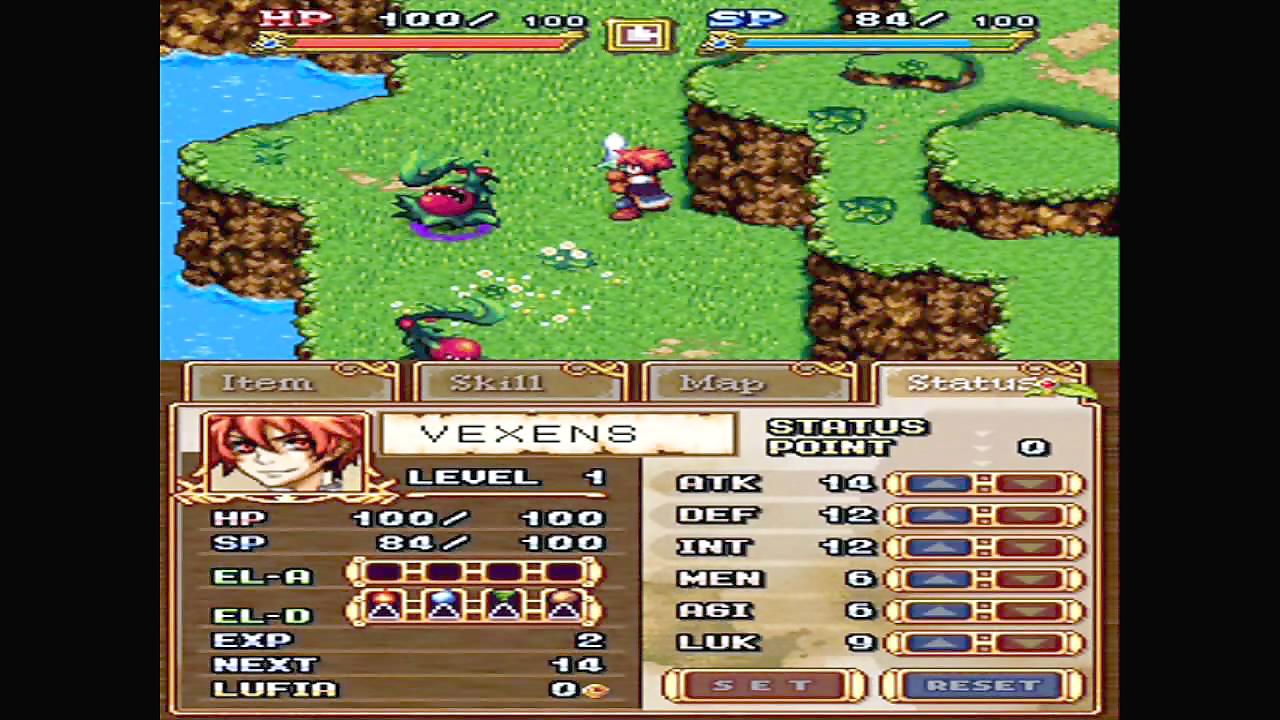 HP 100/ 100 SP 84/ 100
Item Skill Map Status
VEXENS
STATUS
POINT 0
LEVEL 1
HP 100/ 100
SP 84/ 100
EL-A
EL-D
EXP 2
NEXT 14
LUFIA 0
ATK 14
DEF 12
INT 12
MEN 6
AGI 6
LUK 9
SET RESET